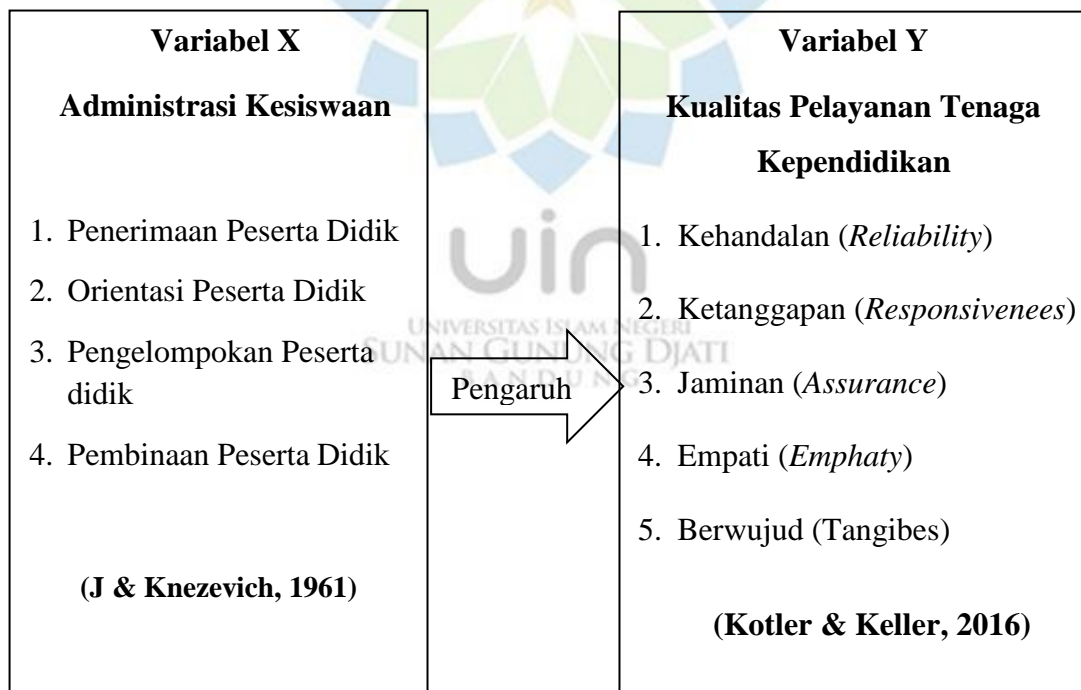 Variabel X
Administrasi Kesiswaan
1. Penerimaan Peserta Didik
2. Orientasi Peserta Didik
3. Pengelompokan Peserta
didik
4. Pembinaan Peserta Didik
(J & Knezevich, 1961)
uin
UNIVERSITAS ISLAM NEGERI
SUNAN GUNUNG DJATI
BANDUNG
Pengaruh
Variabel Y
Kualitas Pelayanan Tenaga
Kependidikan
1. Kehandalan (Reliability)
2. Ketanggapan (Responsivenees)
3. Jaminan (Assurance)
4. Empati (Emphaty)
5. Berwujud (Tangibes)
(Kotler & Keller, 2016)